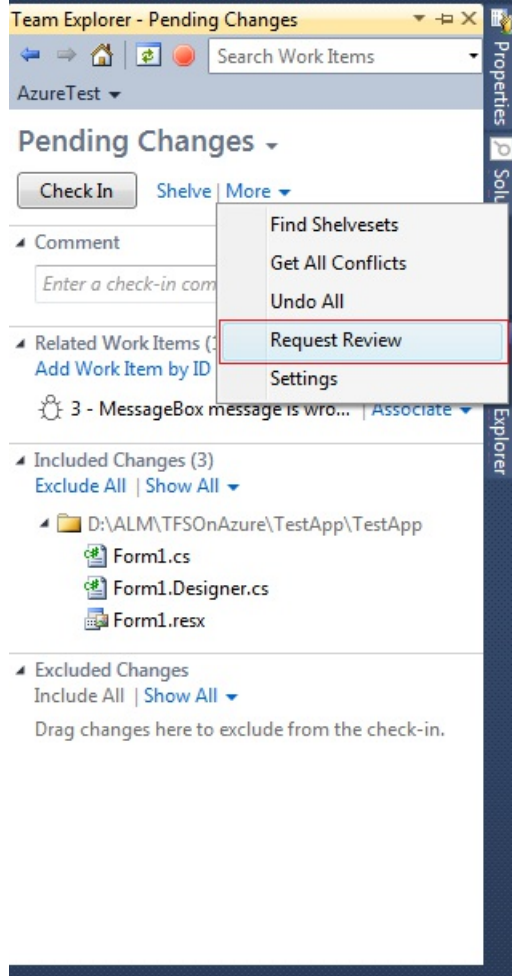 Team Explorer - Pending Changes
Search Work Items
AzureTest
Pending Changes
Check In Shelve | More
Find Shelvesets
Get All Conflicts
Undo All
Request Review
Settings
Comment
Enter a check-in com
Related Work Items (
Add Work Item by ID
3 - MessageBox message is wro... | Associate
Included Changes (3)
Exclude All | Show All
D:\ALM\TFSOnAzure\TestApp\TestApp
Form1.cs
Form1.Designer.cs
Form1.resx
Excluded Changes
Include All | Show All
Drag changes here to exclude from the check-in.
Properties
Solu
Explorer